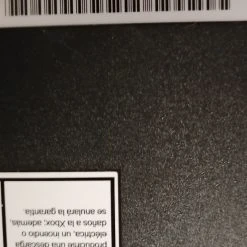 producirse una descarga
eléctrica, un incendio o
daños a la Xbox; además,
se anulará la garantía.